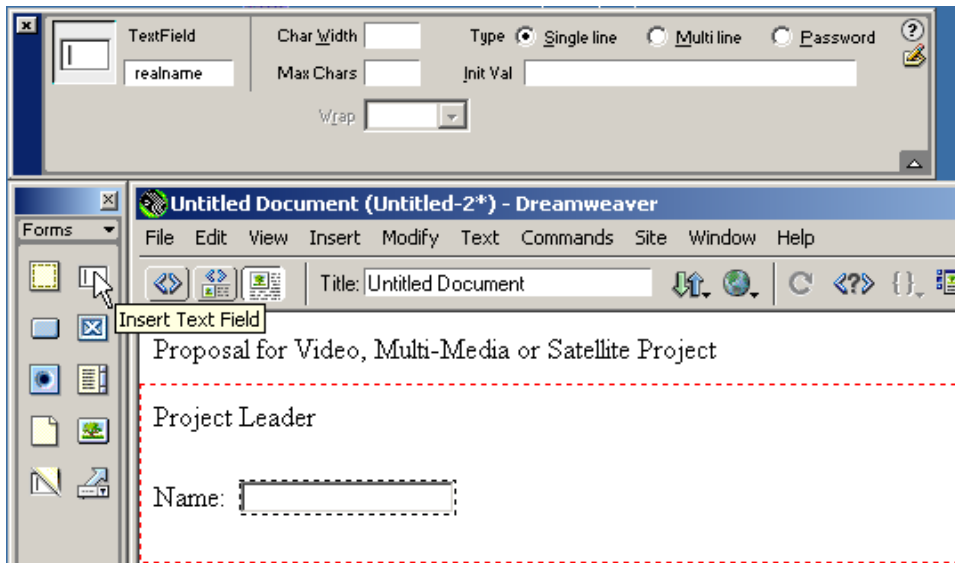 TextField Char Width Type Single line Multi line Password
realname Max Chars Init Val
Wrap
Untitled Document (Untitled-2*) - Dreamweaver
Forms
File Edit View Insert Modify Text Commands Site Window Help
Title: Untitled Document
Insert Text Field
Proposal for Video, Multi-Media or Satellite Project
Project Leader
Name: